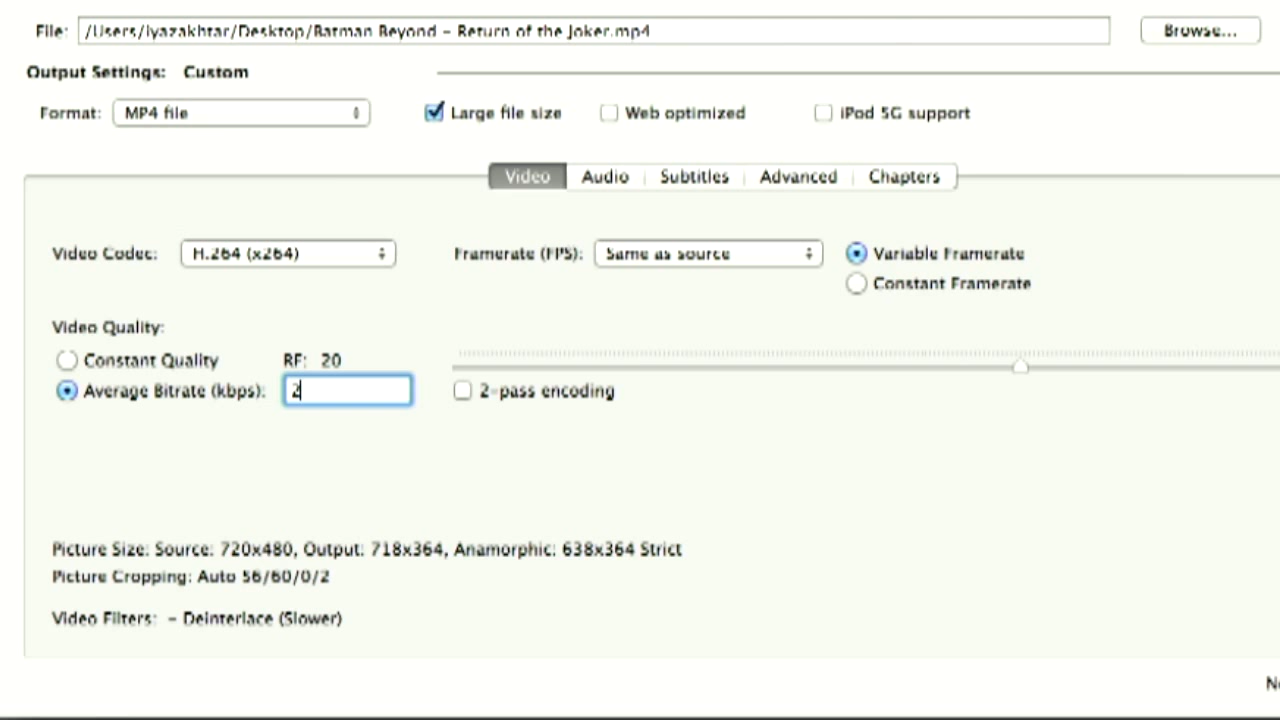 File: /Users/iyazakhtar/Desktop/Batman Beyond - Return of the Joker.mp4 Browse...
Output Settings: Custom
Format: MP4 file Large file size Web optimized iPod 5G support
Video Audio Subtitles Advanced Chapters
Video Codec: H.264 (x264) Framerate (FPS): Same as source Variable Framerate
Constant Framerate
Video Quality:
Constant Quality RF: 20
Average Bitrate (kbps): 2 2-pass encoding
Picture Size: Source: 720x480, Output: 718x364, Anamorphic: 638x364 Strict
Picture Cropping: Auto 56/60/0/2
Video Filters: - Deinterlace (Slower)